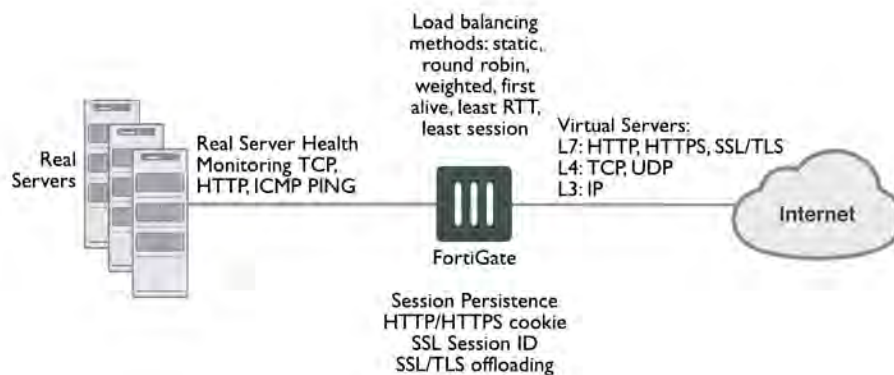 Load balancing
methods: static,
round robin,
weighted, first
alive, least RTT,
least session
Real
Servers
Real Server Health
Monitoring TCP,
HTTP, ICMP PING
Virtual Servers:
L7: HTTP, HTTPS, SSL/TLS
L4: TCP, UDP
L3: IP
Internet
FortiGate
Session Persistence
HTTP/HTTPS cookie
SSL Session ID
SSL/TLS offloading